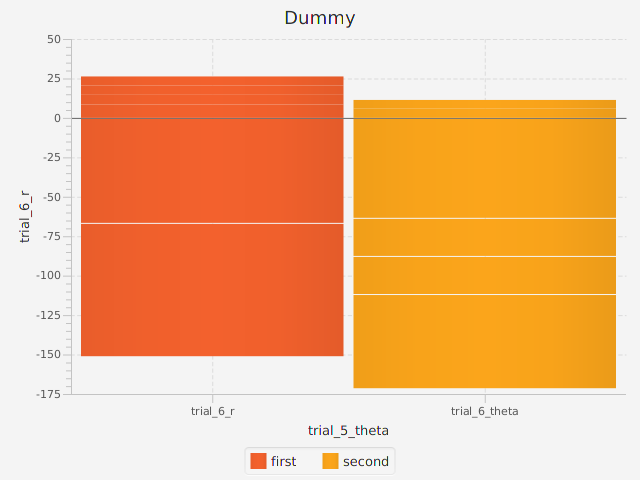 Dummy
50
25
0
-25
-50
-75
-100
-125
-150
-175
trial_6_r
trial_6_r
trial_6_theta
trial_5_theta
first
second